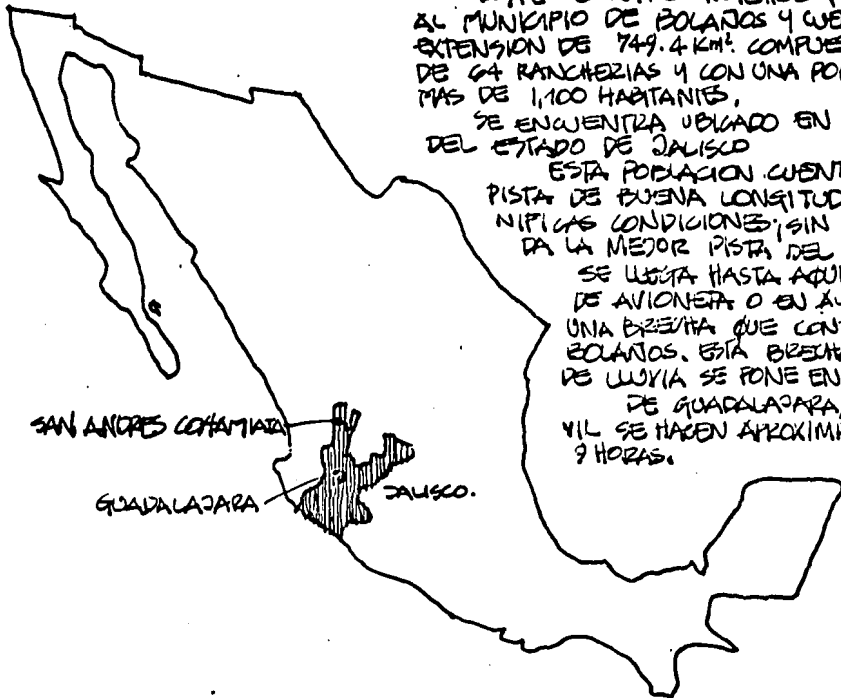 AL MUNICIPIO DE BOLAÑOS Y CUE
EXTENSION DE 749.4 Km². COMPUE
DE 64 RANCHERIAS Y CON UNA PO
MAS DE 1,100 HABITANTES.
SE ENCUENTRA UBICADO EN
DEL ESTADO DE JALISCO
ESTA POBLACION CUENT
PISTA DE BUENA LONGITUD
NIFICAS CONDICIONES; SIN
DA LA MEJOR PISTA DEL
SE LLEGA HASTA AQUI
DE AVIONETA O EN AU
UNA BRECHA QUE CON
BOLAÑOS. ESTA BRECHA
DE LLUVIA SE PONE EN
DE GUADALAJARA,
VIL SE HACEN APROXIMA
9 HORAS.
SAN ANDRES COHAMIATA
GUADALAJARA
JALISCO.